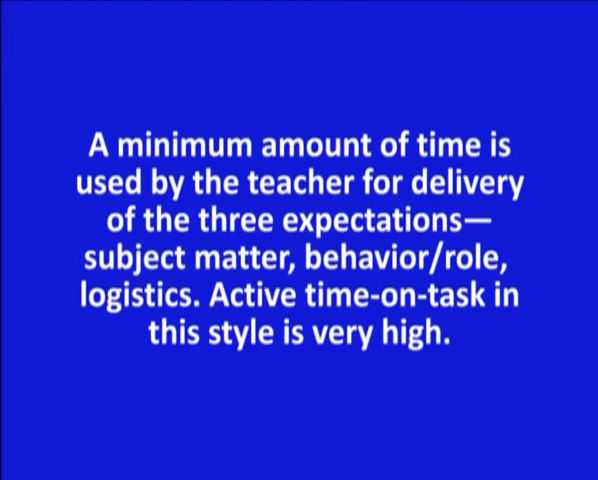 A minimum amount of time is
used by the teacher for delivery
of the three expectations—
subject matter, behavior/role,
logistics. Active time-on-task in
this style is very high.